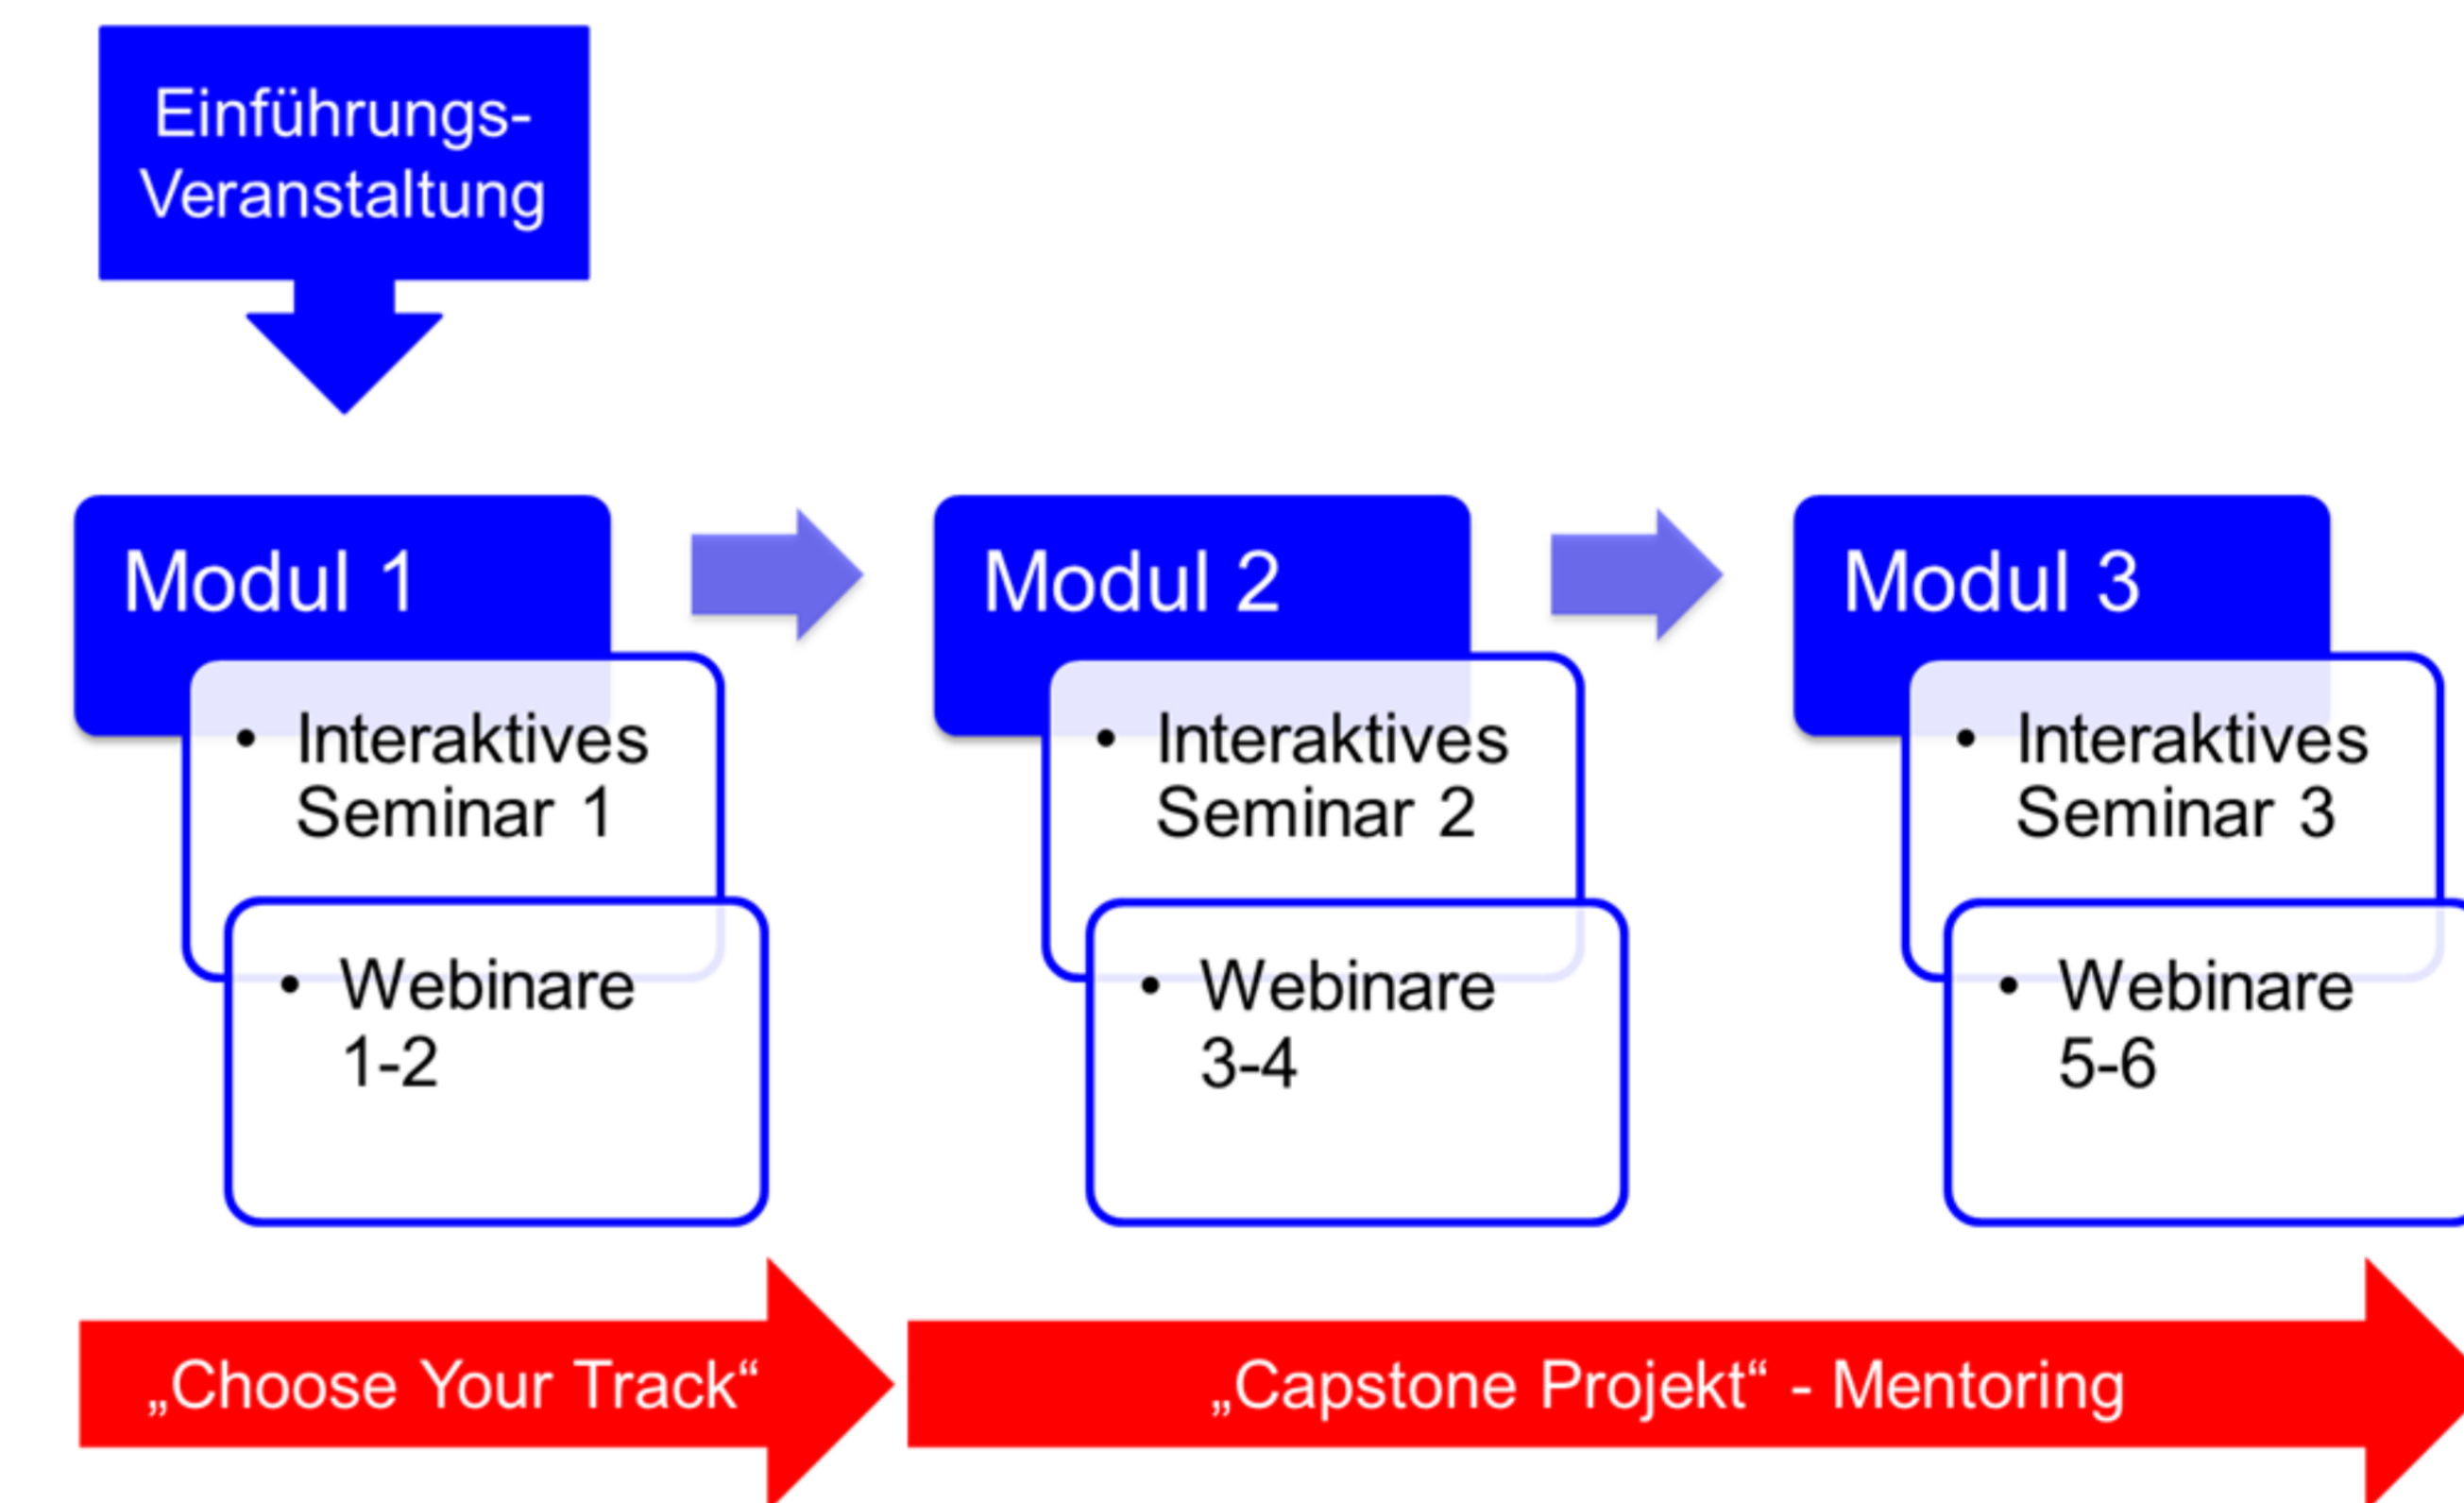 Einführungs-
Veranstaltung
Modul 1
• Interaktives
Seminar 1
• Webinare
1-2
Modul 2
• Interaktives
Seminar 2
• Webinare
3-4
Modul 3
• Interaktives
Seminar 3
• Webinare
5-6
„Choose Your Track“
„Capstone Projekt“ - Mentoring